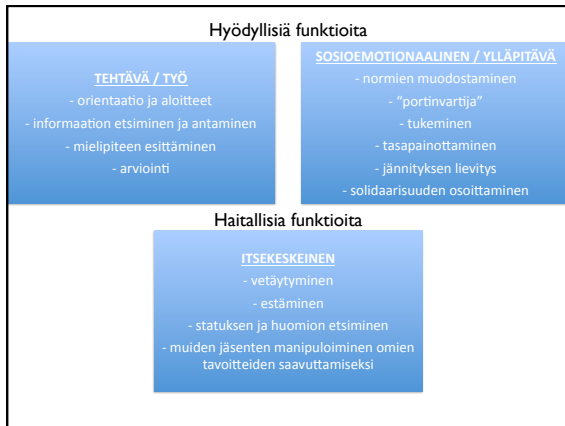 Hyödyllisiä funktioita
TEHTÄVÄ / TYÖ
- orientaatio ja aloitteet
- informaation etsiminen ja antaminen
- mielipiteen esittäminen
- arviointi
SOSIOEMOTIONAALINEN / YLLÄPITÄVÄ
- normien muodostaminen
- "portinvartija"
- tukeminen
- tasapainottaminen
- jännityksen lievitys
- solidaarisuuden osoittaminen
Haitallisia funktioita
ITSEKESKEINEN
- vetäytyminen
- estäminen
- statuksen ja huomion etsiminen
- muiden jäsenten manipuloiminen omien
tavoitteiden saavuttamiseksi